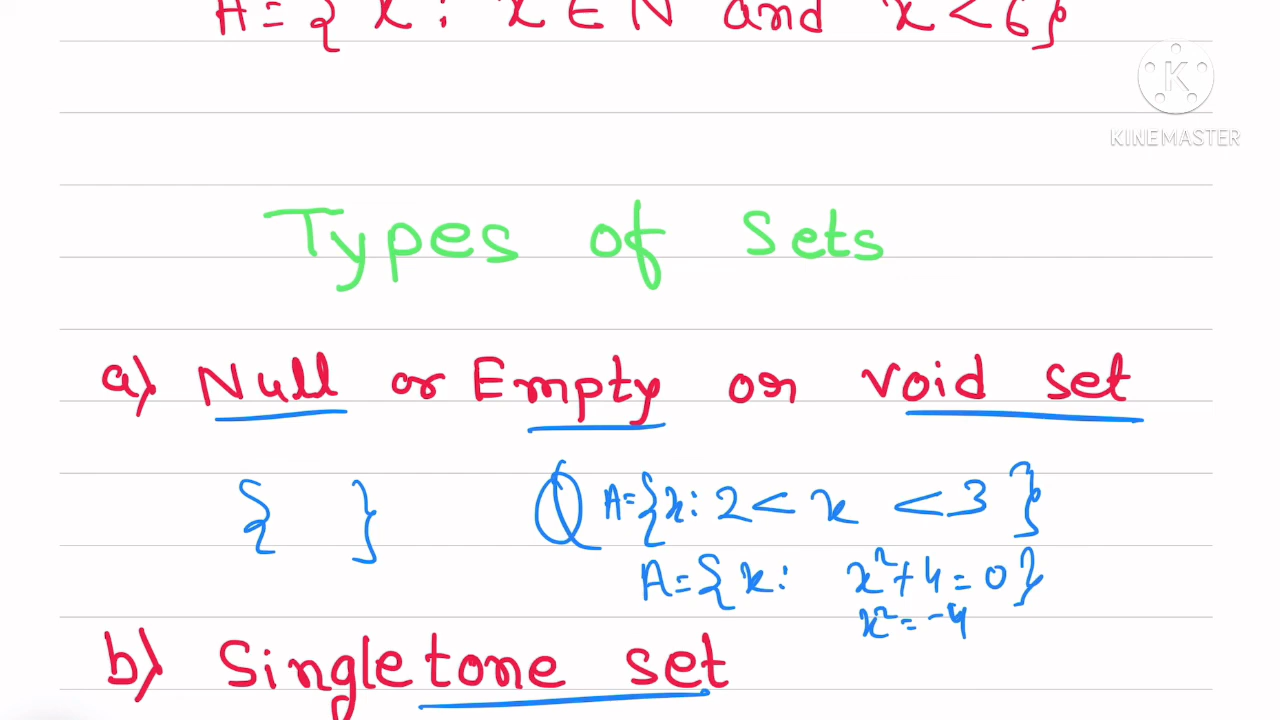 A = { x : x ∈ N and x < 6}
KINEMASTER
Types of Sets
a) Null or Empty or void set
{ } Q A={x: 2 < x < 3 }
A={x: x²+4=0}
x²=-4
b) Singletone set